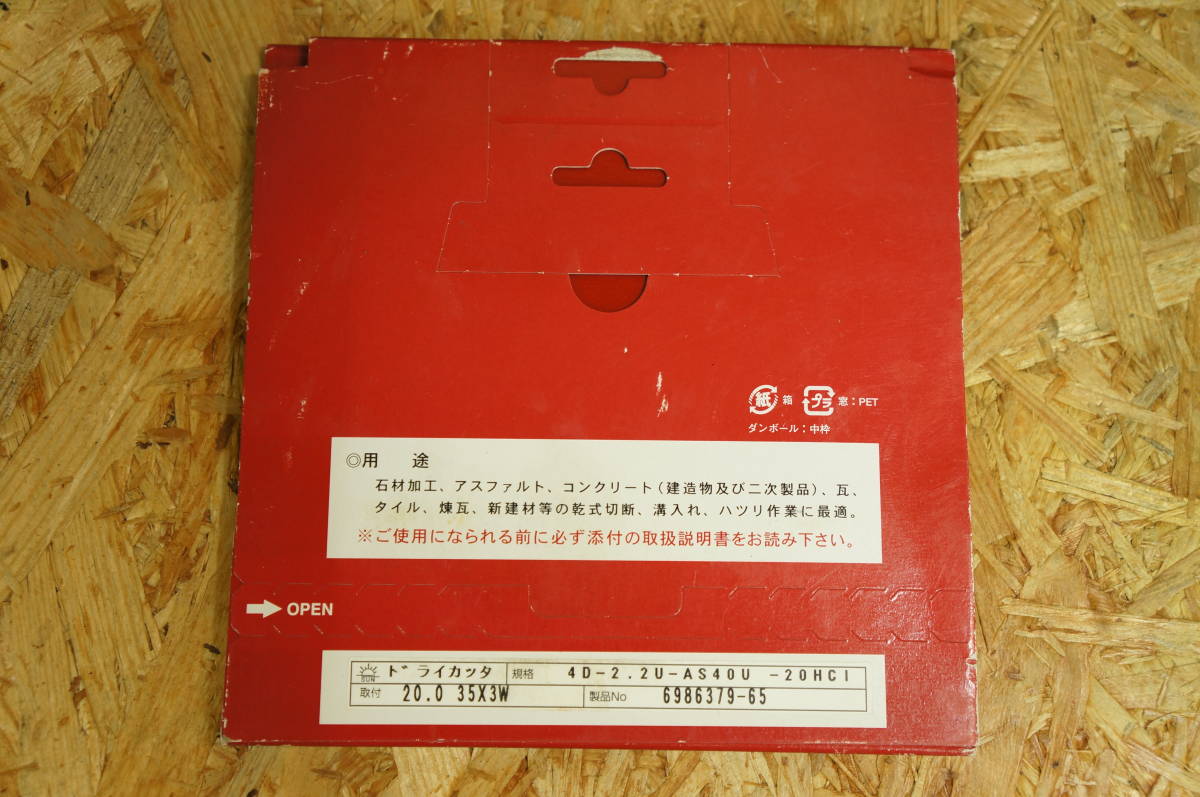 紙 箱 プラ 窓:PET
ダンボール:中枠
◎用 途
石材加工、アスファルト、コンクリート(建造物及び二次製品)、瓦、
タイル、煉瓦、新建材等の乾式切断、溝入れ、ハツリ作業に最適。
※ご使用になられる前に必ず添付の取扱説明書をお読み下さい。
OPEN
SUN ドライカッタ 規格 4D-2.2U-AS40U -20HCI
取付 20.0 35X3W 製品No 6986379-65